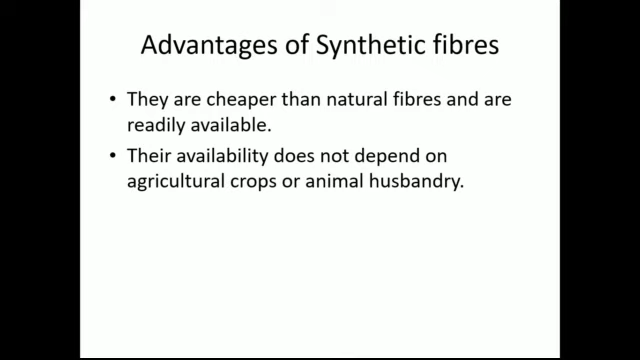 Advantages of Synthetic fibres
• They are cheaper than natural fibres and are
readily available.
• Their availability does not depend on
agricultural crops or animal husbandry.